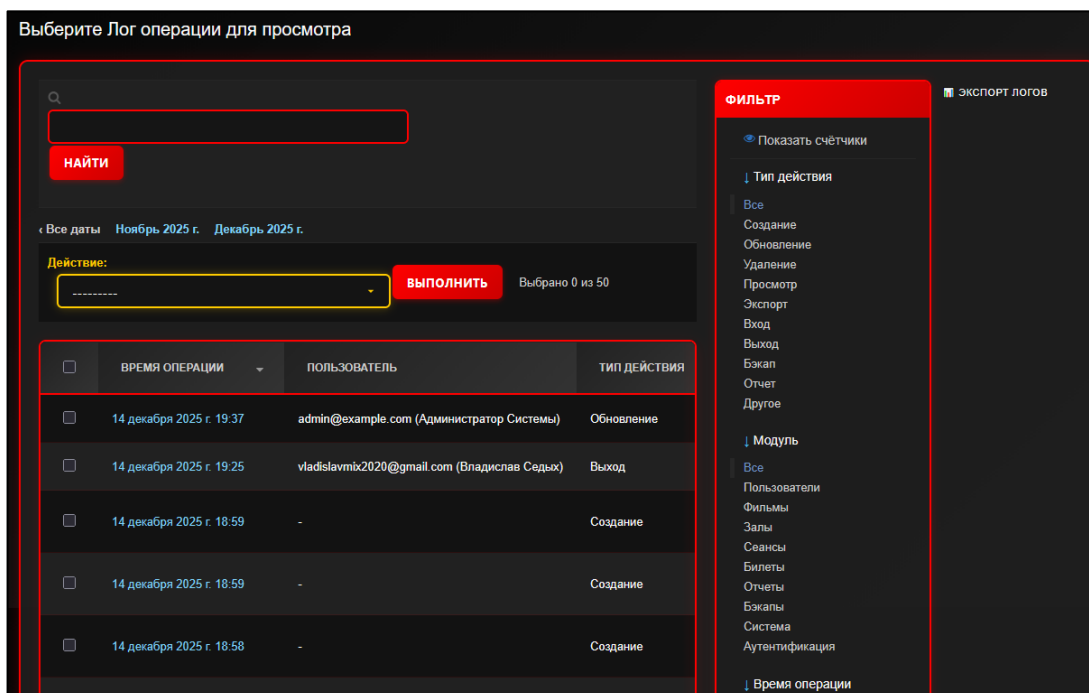 Выберите Лог операции для просмотра
НАЙТИ
‹ Все даты Ноябрь 2025 г. Декабрь 2025 г.
Действие:
---------
ВЫПОЛНИТЬ
Выбрано 0 из 50
ВРЕМЯ ОПЕРАЦИИ ПОЛЬЗОВАТЕЛЬ ТИП ДЕЙСТВИЯ
14 декабря 2025 г. 19:37 admin@example.com (Администратор Системы) Обновление
14 декабря 2025 г. 19:25 vladislavmix2020@gmail.com (Владислав Седых) Выход
14 декабря 2025 г. 18:59 - Создание
14 декабря 2025 г. 18:59 - Создание
14 декабря 2025 г. 18:58 - Создание
ФИЛЬТР
Показать счётчики
↓ Тип действия
Все
Создание
Обновление
Удаление
Просмотр
Экспорт
Вход
Выход
Бэкап
Отчет
Другое
↓ Модуль
Все
Пользователи
Фильмы
Залы
Сеансы
Билеты
Отчеты
Бэкапы
Система
Аутентификация
↓ Время операции
ЭКСПОРТ ЛОГОВ